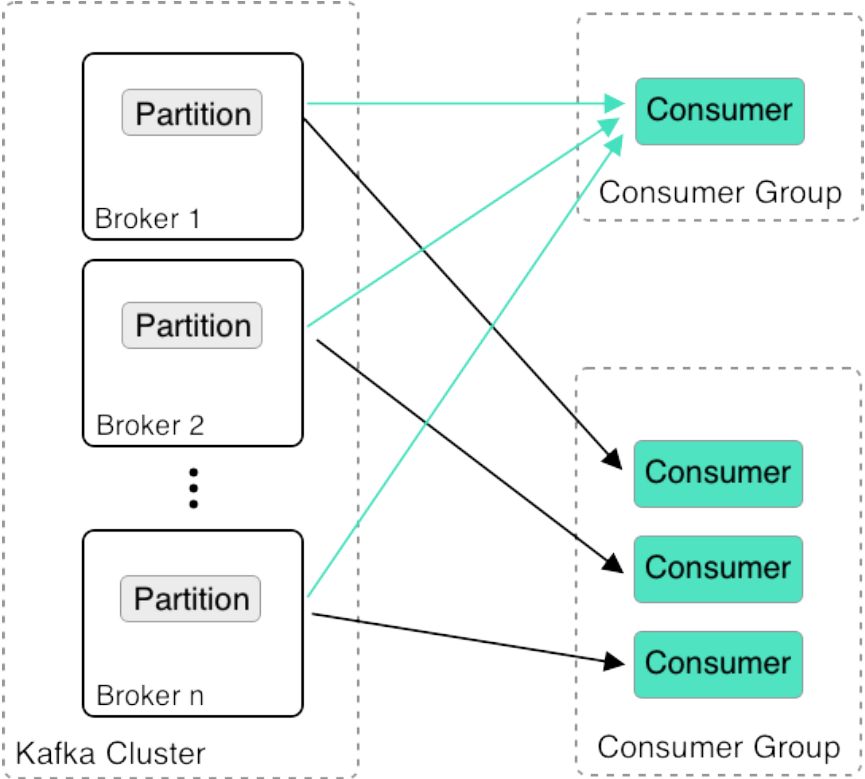 Partition
Broker 1
Partition
Broker 2
Partition
Broker n
Kafka Cluster
Consumer
Consumer Group
Consumer
Consumer
Consumer
Consumer Group